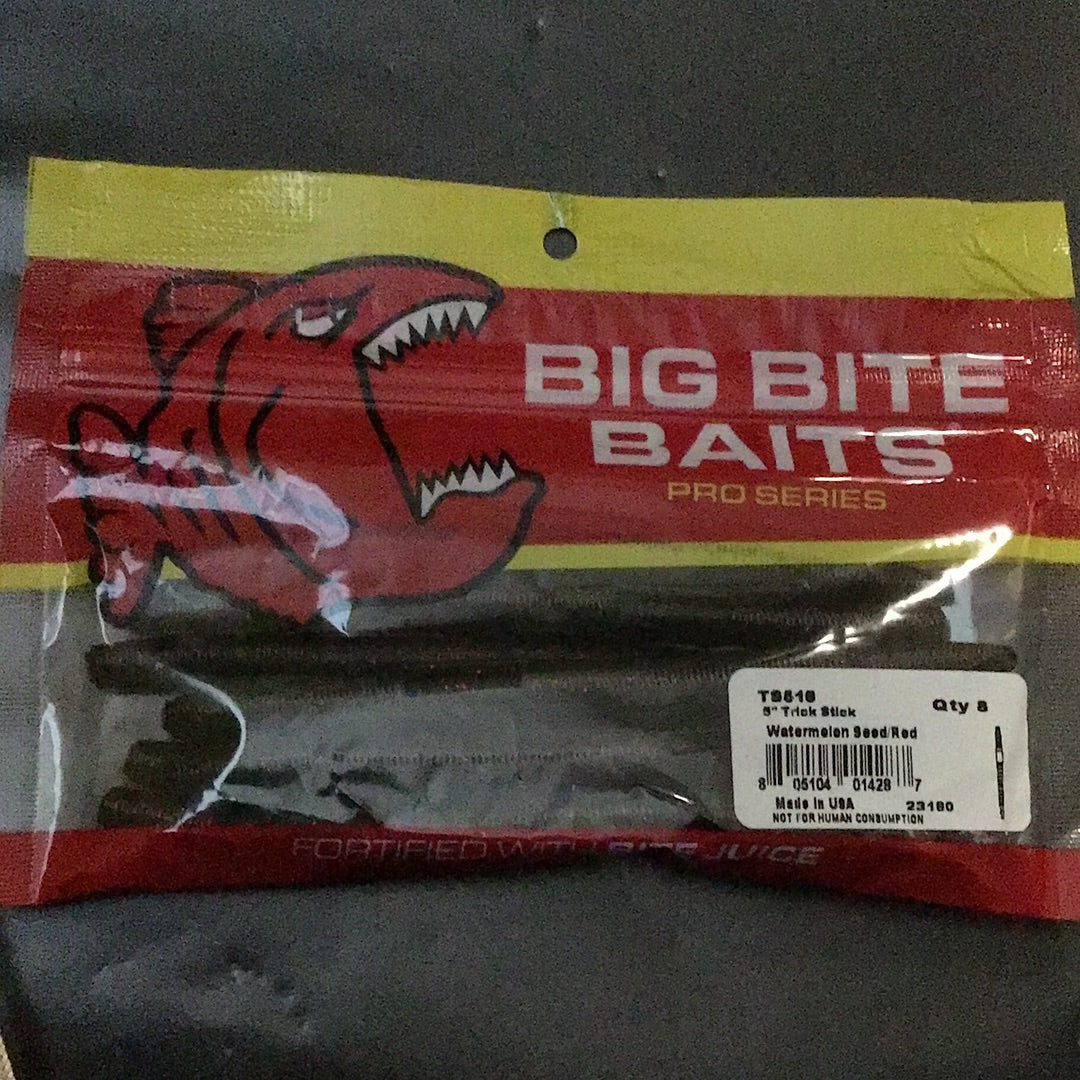 BIG BITE
BAITS
PRO SERIES
TS519
Qty 8
5" Trick Stick
Watermelon Seed/Red
8 05104 01428 7
Made in USA 23180
NOT FOR HUMAN CONSUMPTION
FORTIFIED WITH BITE JUICE